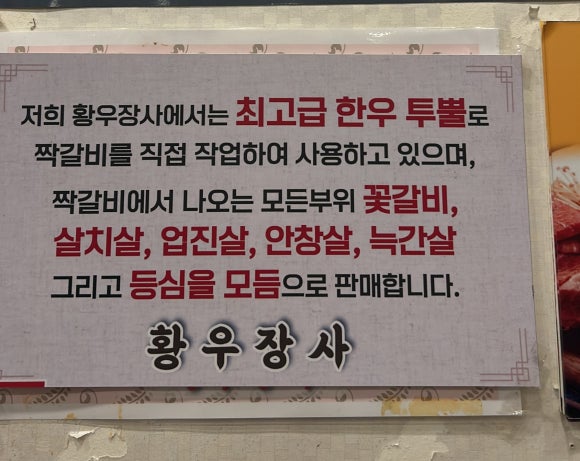 저희 황우장사에서는 최고급 한우 투뿔로
짝갈비를 직접 작업하여 사용하고 있으며,
짝갈비에서 나오는 모든부위 꽃갈비,
살치살, 업진살, 안창살, 늑간살
그리고 등심을 모듬으로 판매합니다.
황우장사